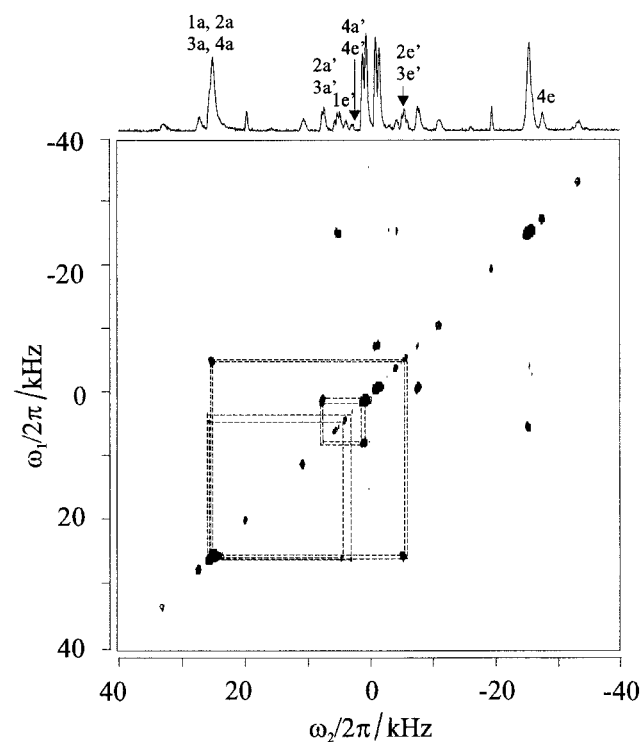 1a, 2a
3a, 4a
2a'
3a'
1e'
4a'
4e'
2e'
3e'
4e
-40
-20
0
20
40
ω₁/2π/kHz
40
20
0
-20
-40
ω₂/2π/kHz